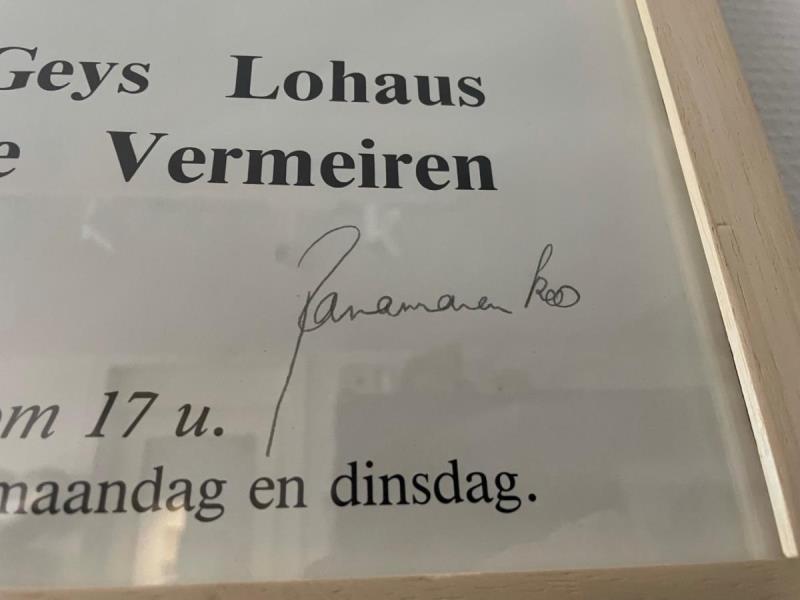 Geys Lohaus
e Vermeiren
Panamarenko
om 17 u.
maandag en dinsdag.